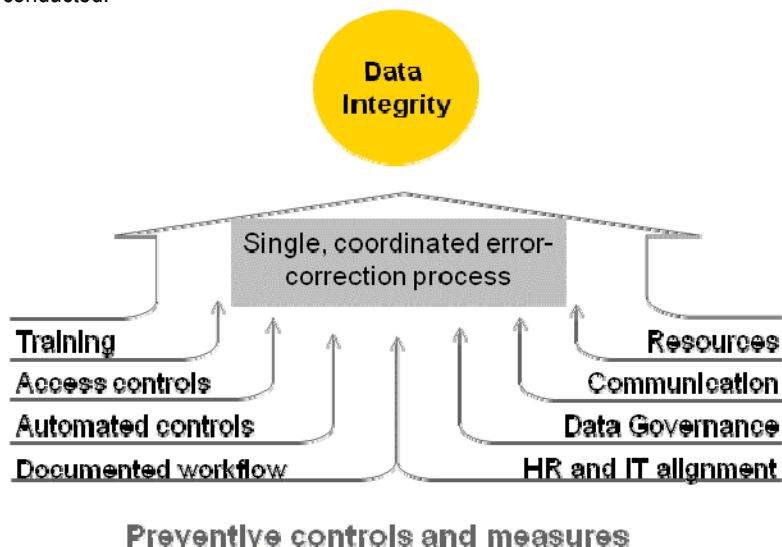 conducted.
Data
Integrity
Single, coordinated error-
correction process
Training
Access controls
Automated controls
Documented workflow
Resources
Communication
Data Governance
HR and IT alignment
Preventive controls and measures